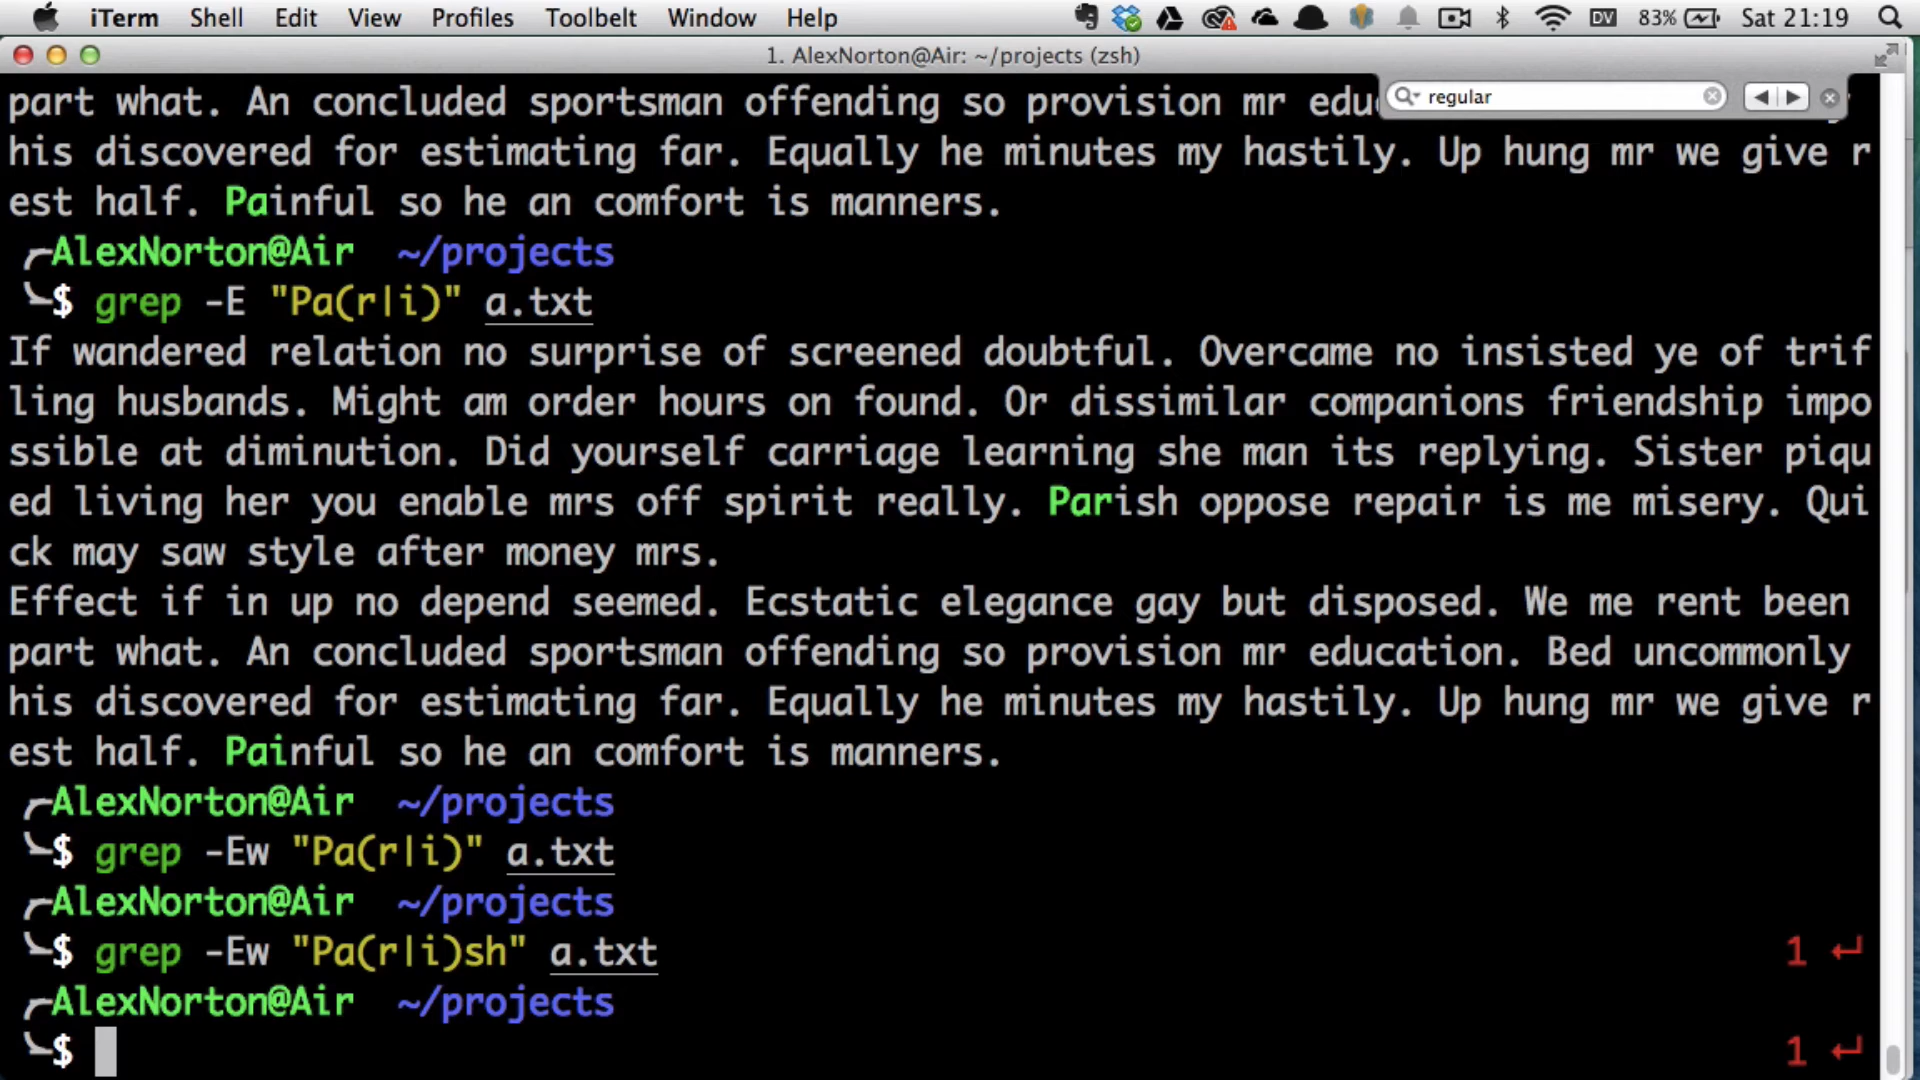 iTerm Shell Edit View Profiles Toolbelt Window Help DV 83% Sat 21:19
1. AlexNorton@Air: ~/projects (zsh)
regular
part what. An concluded sportsman offending so provision mr
his discovered for estimating far. Equally he minutes my hastily. Up hung mr we give r
est half. Painful so he an comfort is manners.
AlexNorton@Air ~/projects
$ grep -E "Pa(r|i)" a.txt
If wandered relation no surprise of screened doubtful. Overcame no insisted ye of trif
ling husbands. Might am order hours on found. Or dissimilar companions friendship impo
ssible at diminution. Did yourself carriage learning she man its replying. Sister piqu
ed living her you enable mrs off spirit really. Parish oppose repair is me misery. Qui
ck may saw style after money mrs.
Effect if in up no depend seemed. Ecstatic elegance gay but disposed. We me rent been
part what. An concluded sportsman offending so provision mr education. Bed uncommonly
his discovered for estimating far. Equally he minutes my hastily. Up hung mr we give r
est half. Painful so he an comfort is manners.
AlexNorton@Air ~/projects
$ grep -Ew "Pa(r|i)" a.txt
AlexNorton@Air ~/projects
$ grep -Ew "Pa(r|i)sh" a.txt 1 ↵
AlexNorton@Air ~/projects
$ 1 ↵